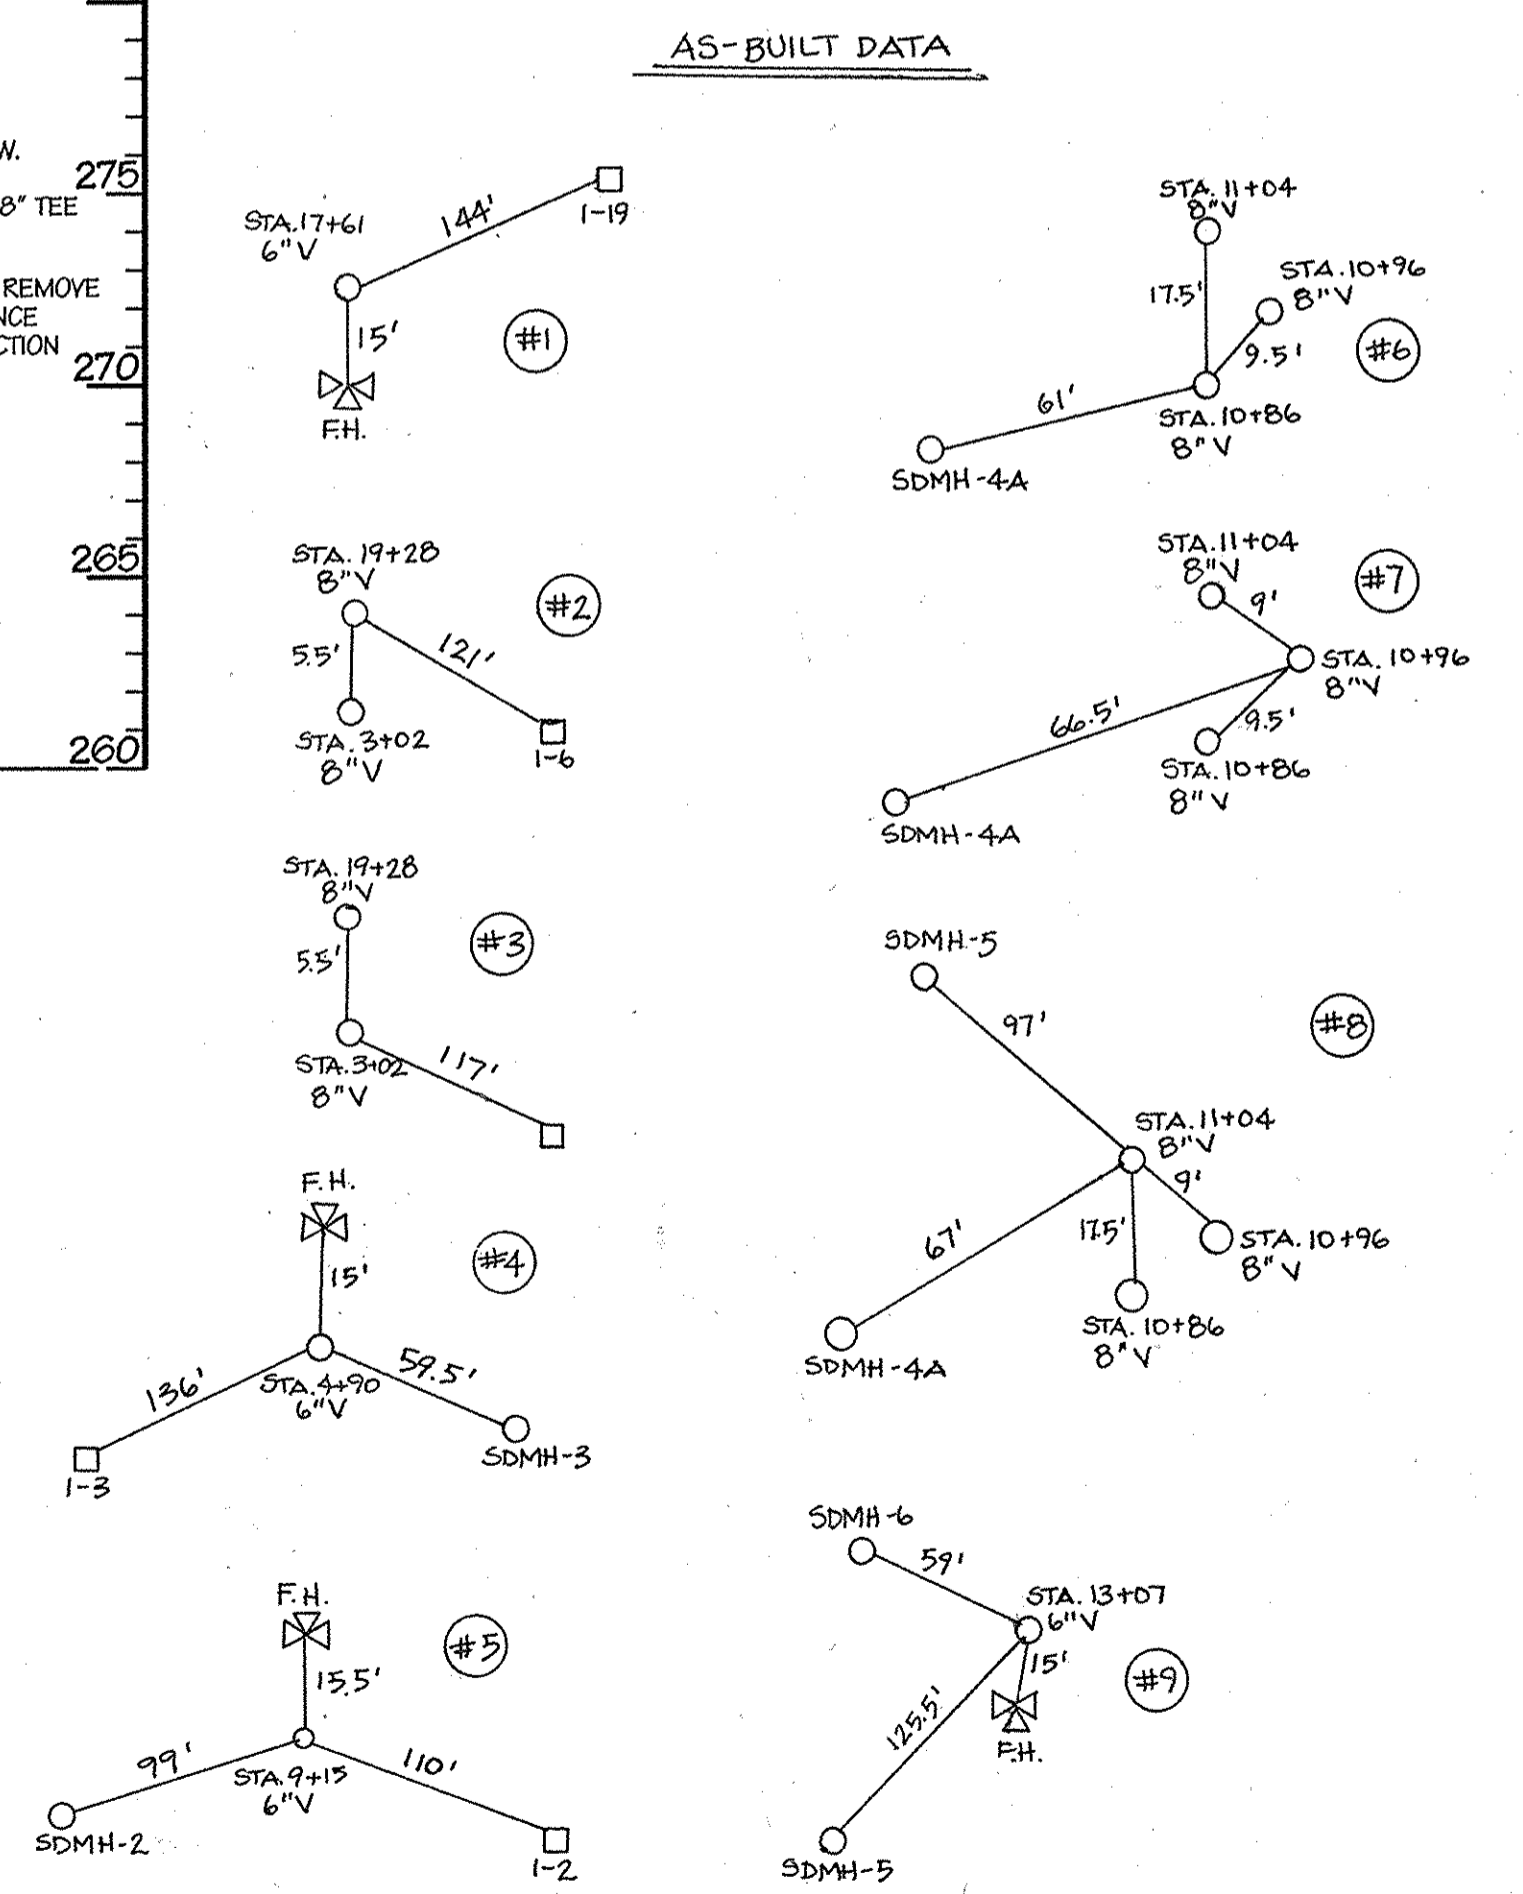 AS-BUILT DATA
W.
8" TEE
REMOVE
NCE
CTION
275
270
265
260
STA. 17+61
6" V
144'
1-19
15'
F.H.
#1
STA. 19+28
8" V
#2
5.5'
121'
STA. 3+02
8" V
1-6
STA. 19+28
8" V
#3
5.5'
STA. 3+02
8" V
117'
F.H.
#4
15'
136'
STA. 4+90
6" V
59.5'
1-3
SDMH-3
F.H.
#5
15.5'
99'
STA. 9+15
6" V
110'
SDMH-2
1-2
STA. 11+04
8" V
STA. 10+96
8" V
17.5'
9.5'
#6
61'
STA. 10+86
8" V
SDMH-4A
STA. 11+04
8" V
#7
9'
STA. 10+96
8" V
66.5'
9.5'
STA. 10+86
8" V
SDMH-4A
SDMH-5
97'
#8
STA. 11+04
8" V
9'
67'
17.5'
STA. 10+96
8" V
STA. 10+86
8" V
SDMH-4A
SDMH-6
59'
STA. 13+07
6" V
15'
#9
125.5'
F.H.
SDMH-5